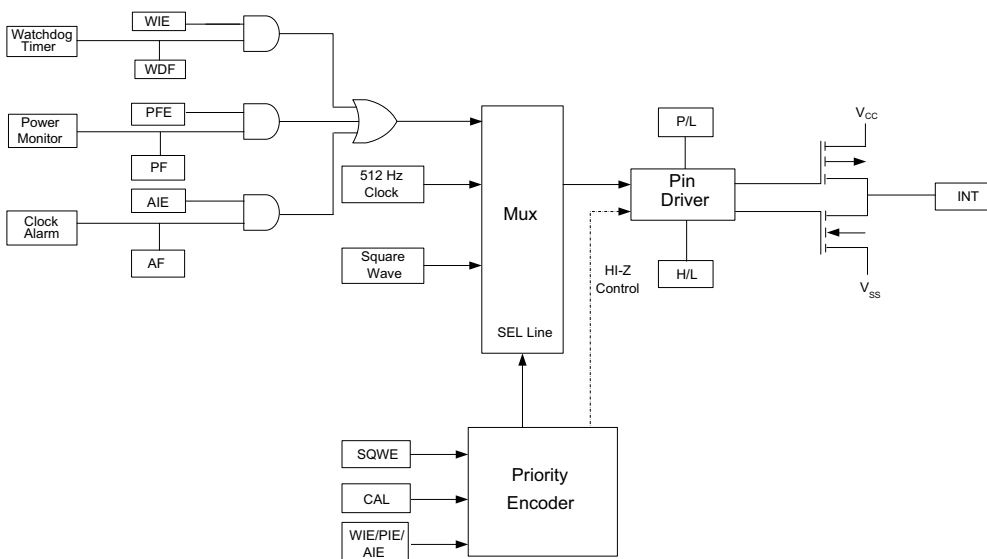 WIE
Watchdog
Timer
WDF
PFE
Power
Monitor
PF
AIE
Clock
Alarm
AF
512 Hz
Clock
Square
Wave
Mux
SEL Line
P/L
Pin
Driver
H/L
HI-Z
Control
VCC
INT
VSS
SQWE
CAL
WIE/PIE/
AIE
Priority
Encoder